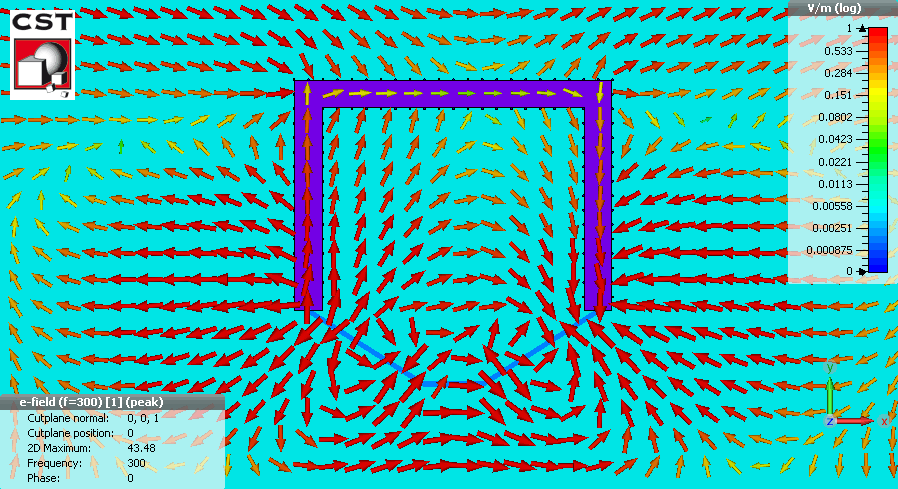 CST
V/m (log)
1
0.533
0.284
0.151
0.0802
0.0423
0.0221
0.0113
0.00558
0.00251
0.000875
0
y
z
x
e-field (f=300) [1] (peak)
Cutplane normal: 0, 0, 1
Cutplane position: 0
2D Maximum: 43.48
Frequency: 300
Phase: 0